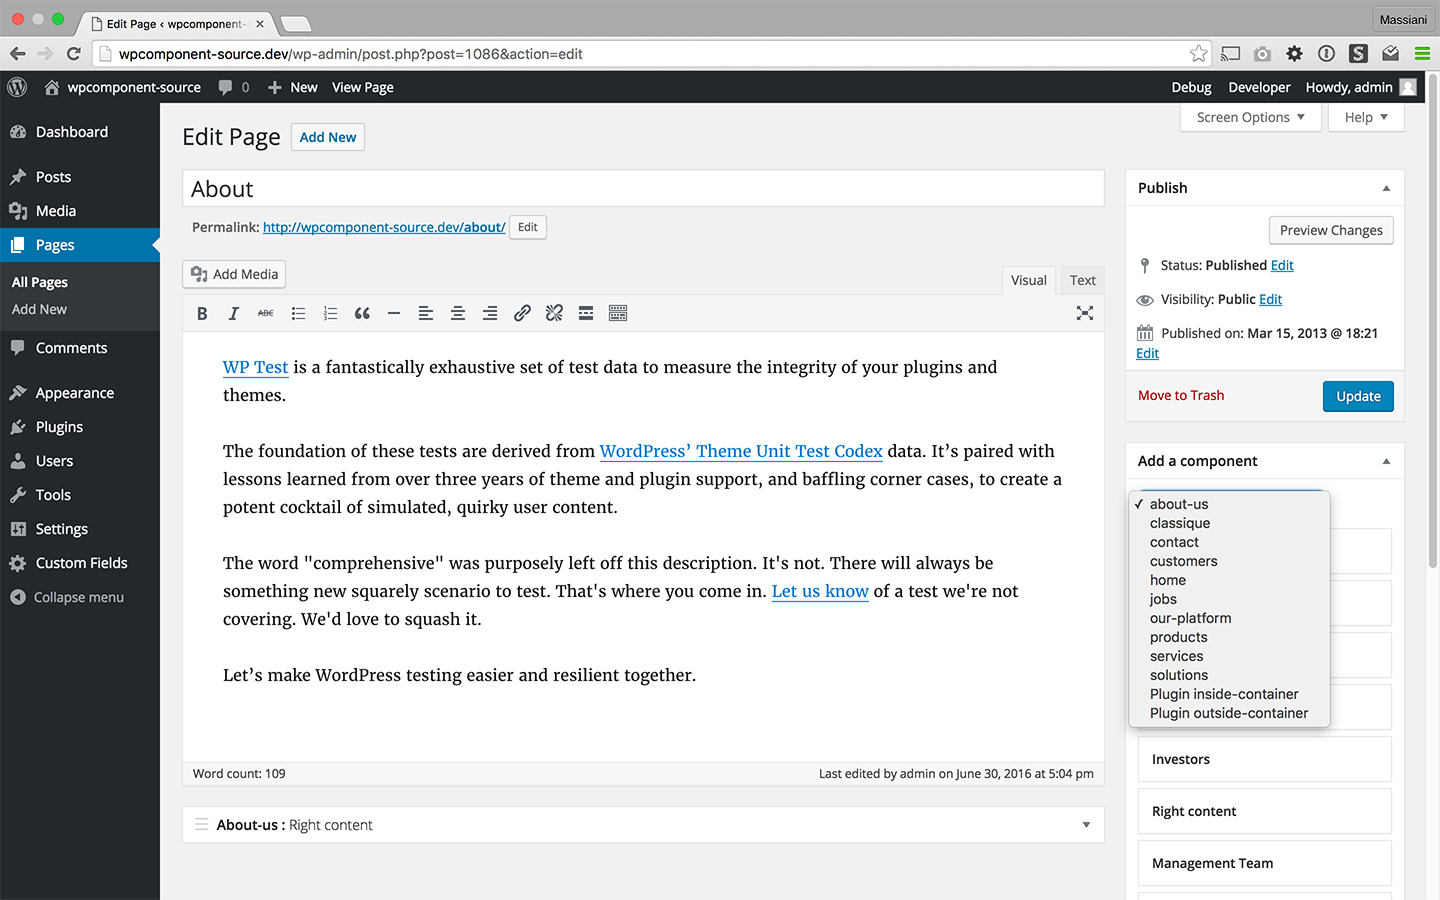 Edit Page ‹ wpcomponent-
Massiani
wpcomponent-source.dev/wp-admin/post.php?post=1086&action=edit
wpcomponent-source 0 New View Page
Debug Developer Howdy, admin
Dashboard
Posts
Media
Pages
All Pages
Add New
Comments
Appearance
Plugins
Users
Tools
Settings
Custom Fields
Collapse menu
Screen Options
Help
Edit Page
Add New
About
Permalink: http://wpcomponent-source.dev/about/ Edit
Add Media
Visual
Text
B I ABC
WP Test is a fantastically exhaustive set of test data to measure the integrity of your plugins and
themes.
The foundation of these tests are derived from WordPress’ Theme Unit Test Codex data. It’s paired with
lessons learned from over three years of theme and plugin support, and baffling corner cases, to create a
potent cocktail of simulated, quirky user content.
The word "comprehensive" was purposely left off this description. It's not. There will always be
something new squarely scenario to test. That's where you come in. Let us know of a test we're not
covering. We'd love to squash it.
Let’s make WordPress testing easier and resilient together.
Word count: 109
Last edited by admin on June 30, 2016 at 5:04 pm
About-us : Right content
Publish
Preview Changes
Status: Published Edit
Visibility: Public Edit
Published on: Mar 15, 2013 @ 18:21
Edit
Move to Trash
Update
Add a component
✓ about-us
classique
contact
customers
home
jobs
our-platform
products
services
solutions
Plugin inside-container
Plugin outside-container
Investors
Right content
Management Team